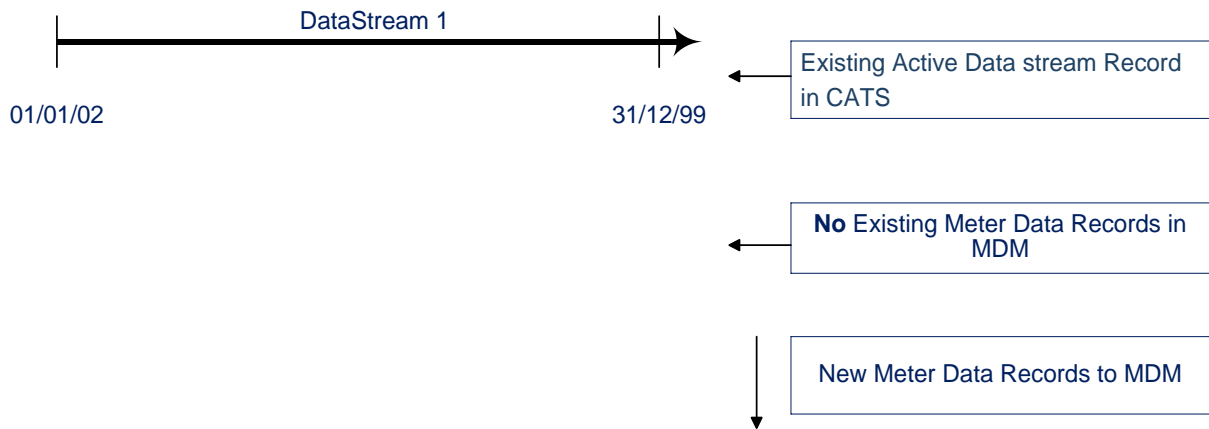 DataStream 1
01/01/02
31/12/99
Existing Active Data stream Record
in CATS
No Existing Meter Data Records in
MDM
New Meter Data Records to MDM